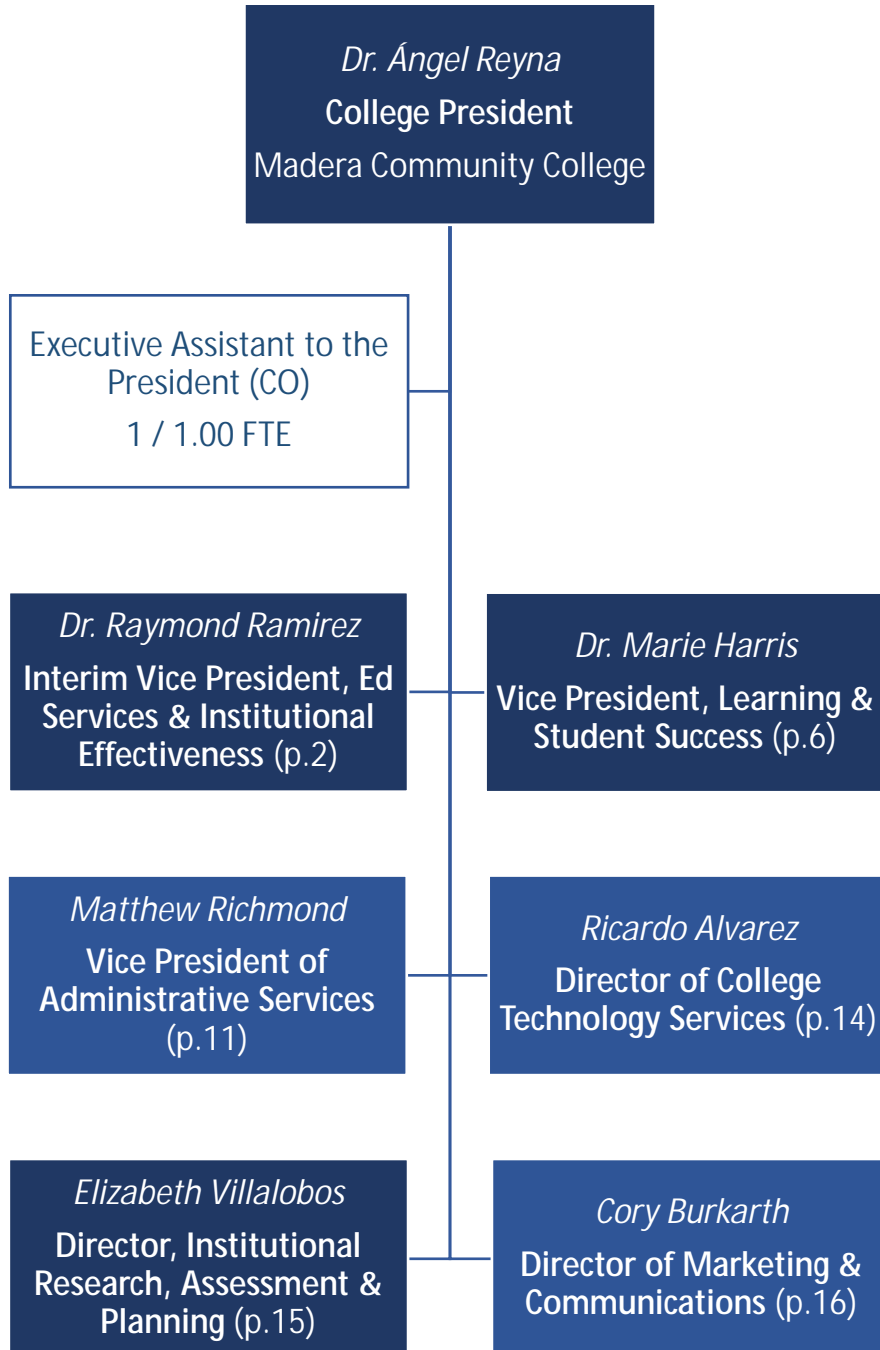 Dr. Ángel Reyna
College President
Madera Community College
Executive Assistant to the
President (CO)
1 / 1.00 FTE
Dr. Raymond Ramirez
Interim Vice President, Ed
Services & Institutional
Effectiveness (p.2)
Dr. Marie Harris
Vice President, Learning &
Student Success (p.6)
Matthew Richmond
Vice President of
Administrative Services
(p.11)
Ricardo Alvarez
Director of College
Technology Services (p.14)
Elizabeth Villalobos
Director, Institutional
Research, Assessment &
Planning (p.15)
Cory Burkarth
Director of Marketing &
Communications (p.16)